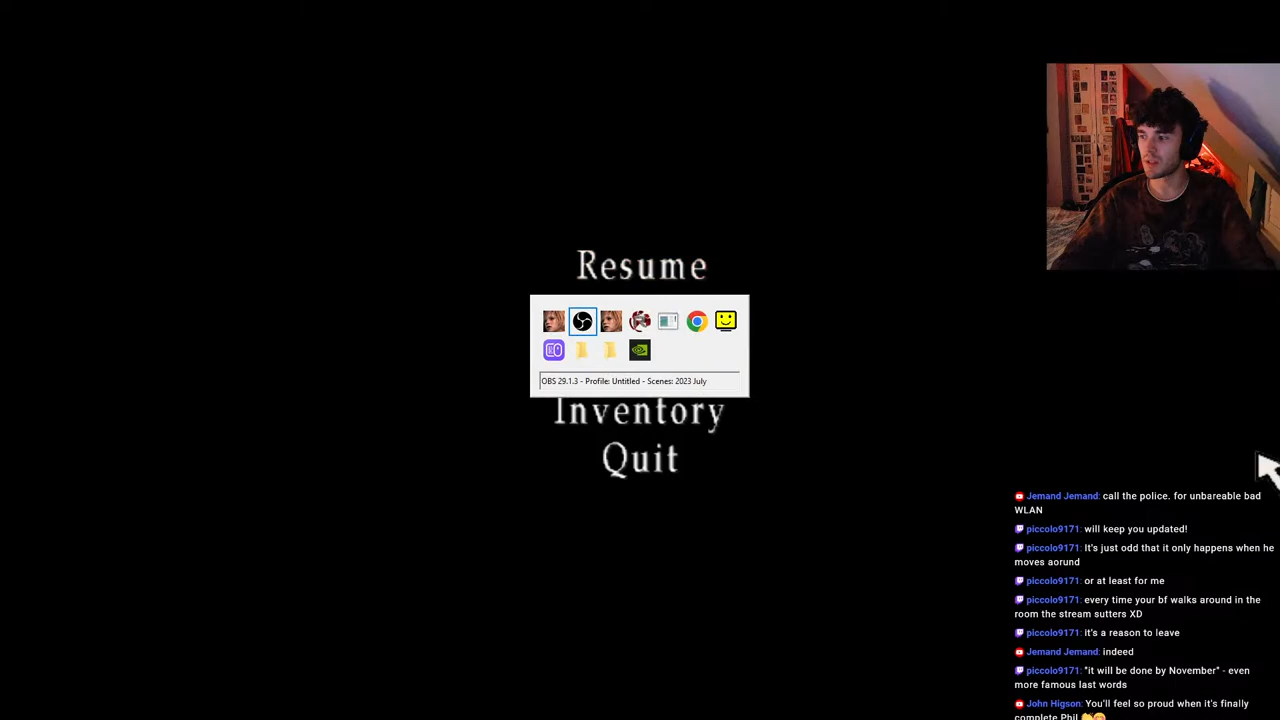 Resume
OBS 29.1.3 - Profile: Untitled - Scenes: 2023 July
Inventory
Quit
Jemand Jemand: call the police. for unbareable bad
WLAN
piccolo9171: will keep you updated!
piccolo9171: It's just odd that it only happens when he
moves aorund
piccolo9171: or at least for me
piccolo9171: every time your bf walks around in the
room the stream sutters XD
piccolo9171: it's a reason to leave
Jemand Jemand: indeed
piccolo9171: "it will be done by November" - even
more famous last words
John Higson: You'll feel so proud when it's finally
complete Phil